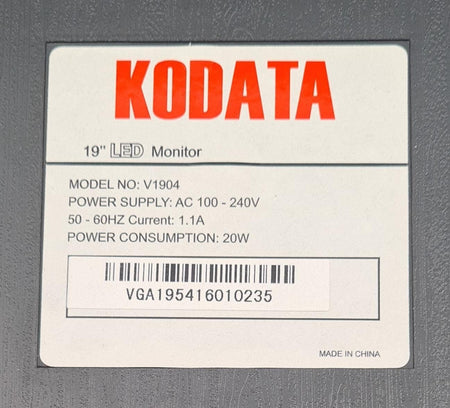 KODATA
19" LED Monitor
MODEL NO: V1904
POWER SUPPLY: AC 100 - 240V
50 - 60HZ Current: 1.1A
POWER CONSUMPTION: 20W
VGA195416010235
MADE IN CHINA